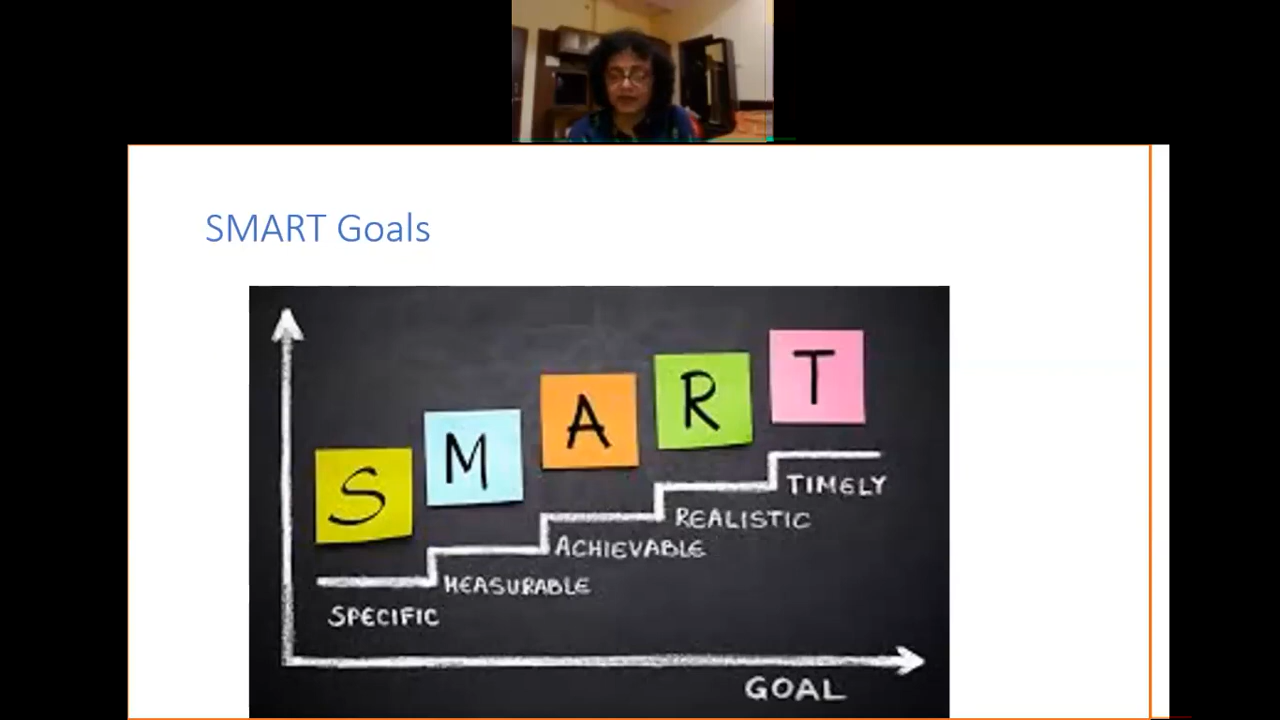 SMART Goals
S M A R T
SPECIFIC
MEASURABLE
ACHIEVABLE
REALISTIC
TIMELY
GOAL